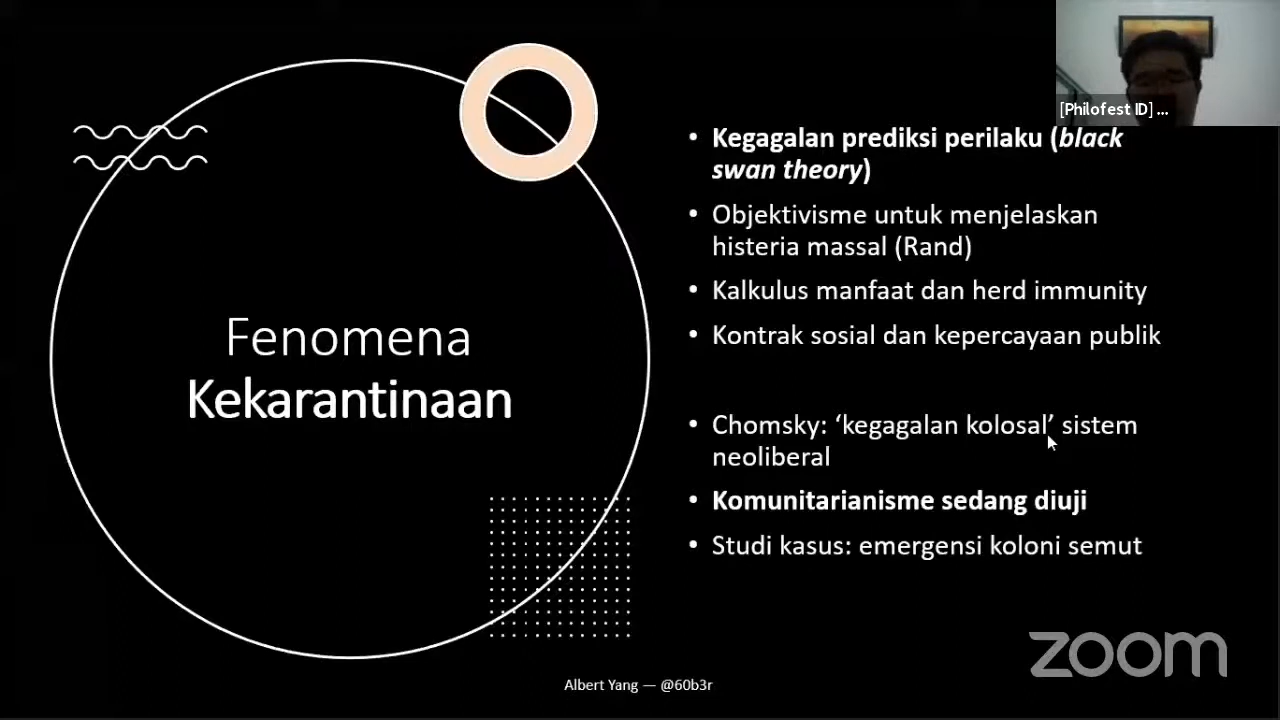 [Philofest ID] ...
Fenomena
Kekarantinaan
• Kegagalan prediksi perilaku (black
swan theory)
• Objektivisme untuk menjelaskan
histeria massal (Rand)
• Kalkulus manfaat dan herd immunity
• Kontrak sosial dan kepercayaan publik
• Chomsky: ‘kegagalan kolosal’ sistem
neoliberal
• Komunitarianisme sedang diuji
• Studi kasus: emergensi koloni semut
zoom
Albert Yang — @60b3r